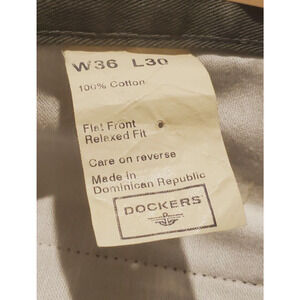 W36 L30
100% Cotton
Flat Front
Relaxed Fit
Care on reverse
Made in
Dominican Republic
DOCKERS